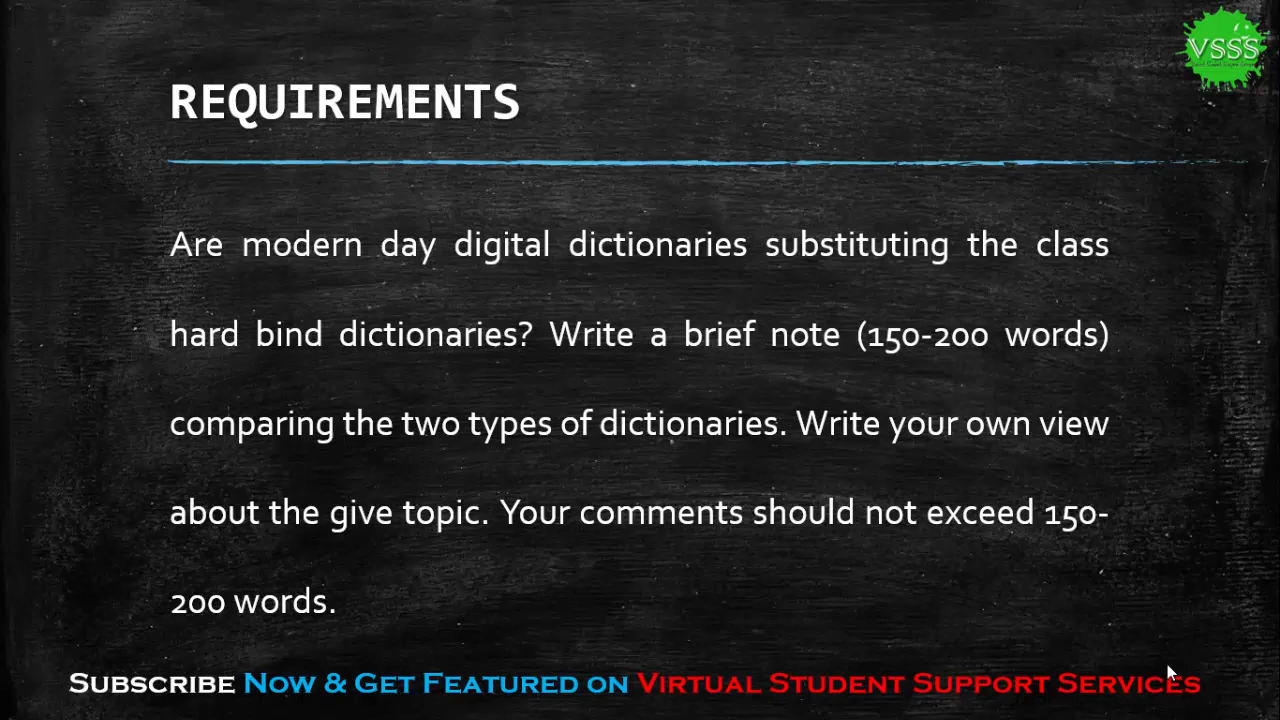 VSSS
REQUIREMENTS
Are modern day digital dictionaries substituting the class
hard bind dictionaries? Write a brief note (150-200 words)
comparing the two types of dictionaries. Write your own view
about the give topic. Your comments should not exceed 150-
200 words.
Subscribe Now & Get Featured on Virtual Student Support Services